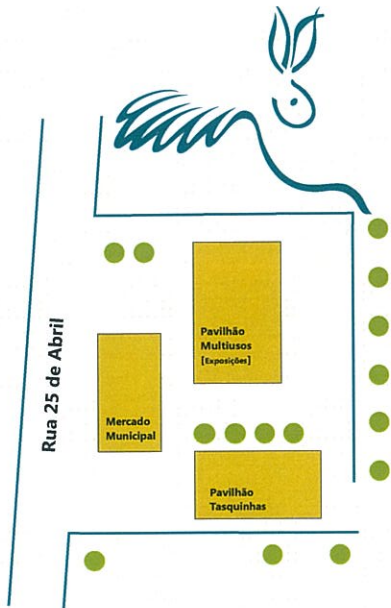 Pavilhão
Multiusos
[Exposições]
Rua 25 de Abril
Mercado
Municipal
Pavilhão
Tasquinhas